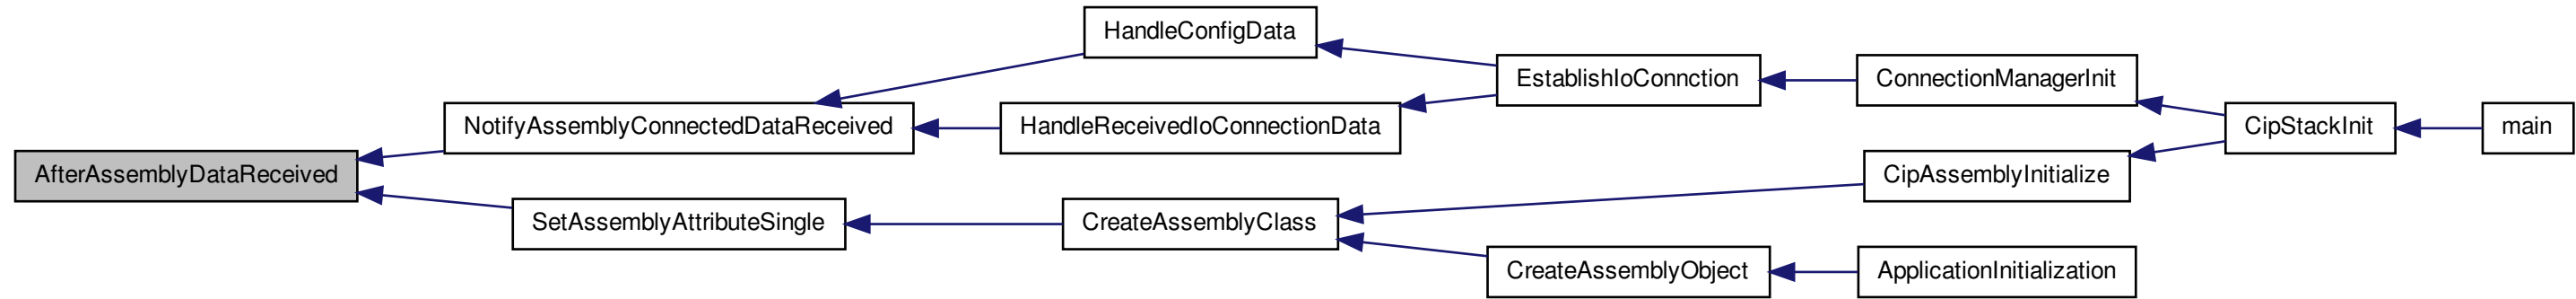 HandleConfigData
EstablishIoConnction
ConnectionManagerInit
NotifyAssemblyConnectedDataReceived
HandleReceivedIoConnectionData
CipStackInit
main
AfterAssemblyDataReceived
CipAssemblyInitialize
SetAssemblyAttributeSingle
CreateAssemblyClass
CreateAssemblyObject
ApplicationInitialization